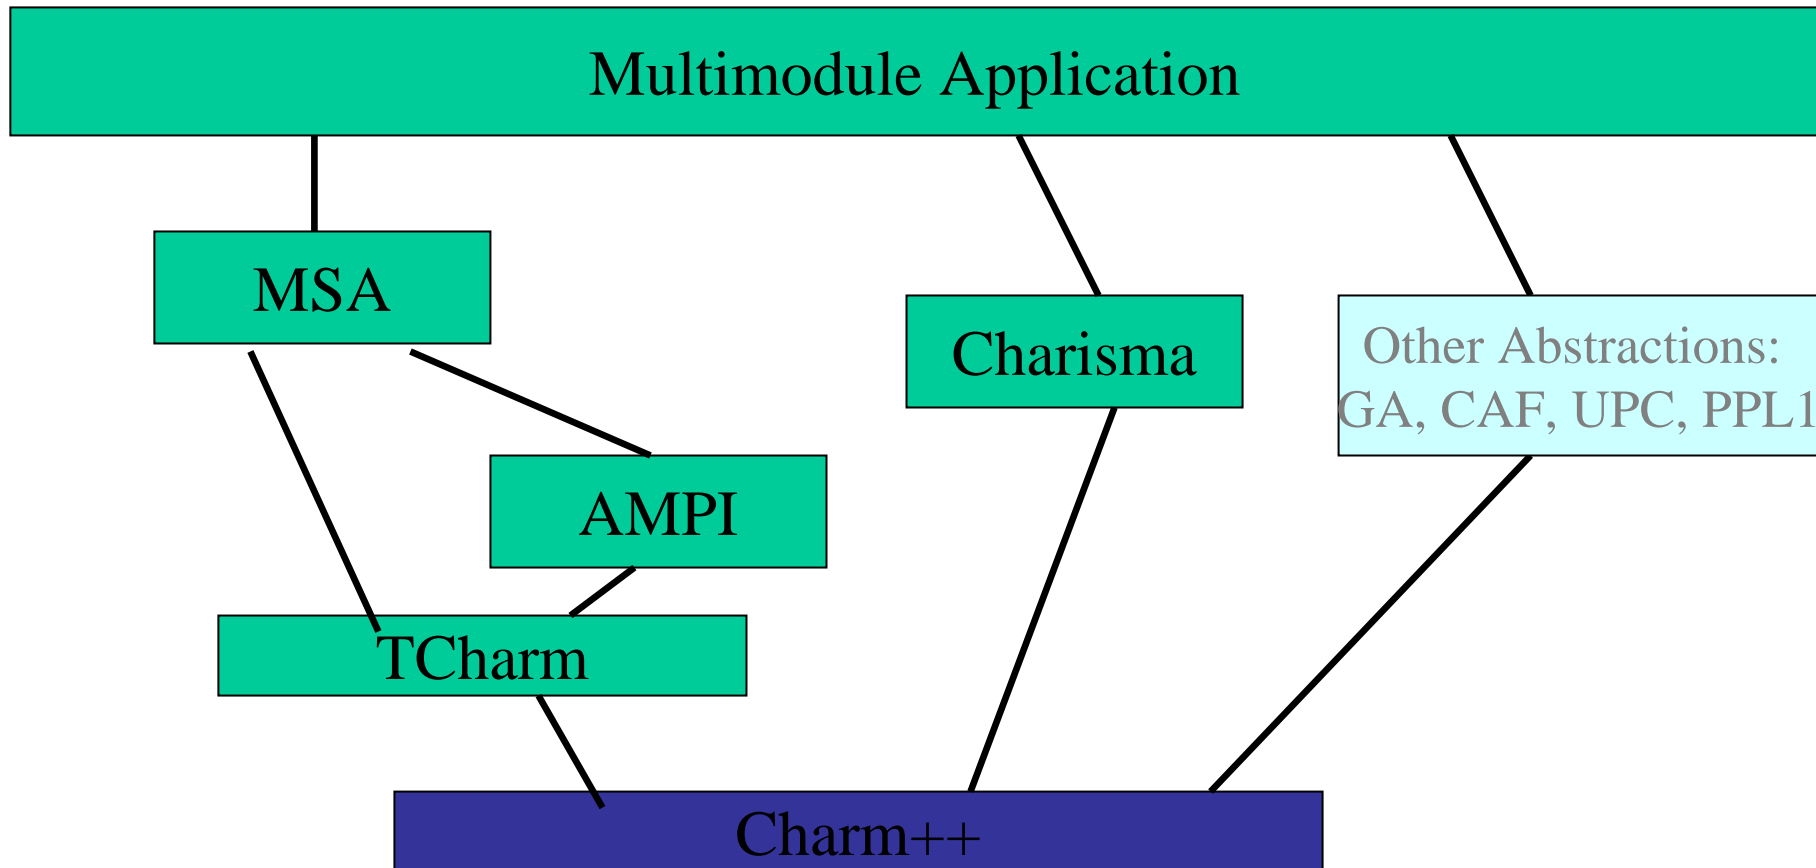 Multimodule Application
MSA
Charisma
Other Abstractions:
GA, CAF, UPC, PPL1
AMPI
TCharm
Charm++